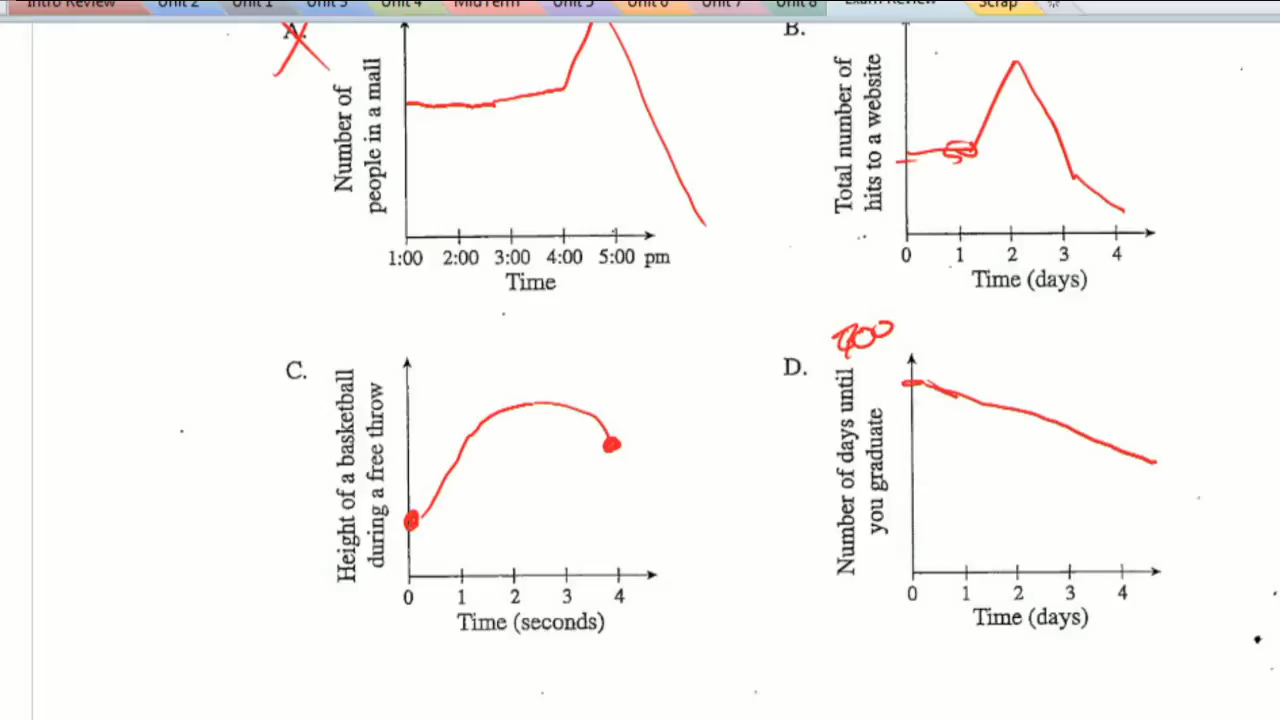 Intro Review Unit 2 Unit 1 Unit 3 Unit 4 MidTerm Unit 5 Unit 6 Unit 7 Unit 8 Exam Review Scrap
A.
Number of
people in a mall
1:00 2:00 3:00 4:00 5:00 pm
Time
B.
Total number of
hits to a website
50
0 1 2 3 4
Time (days)
C.
Height of a basketball
during a free throw
0 1 2 3 4
Time (seconds)
D.
Number of days until
you graduate
0 1 2 3 4
Time (days)